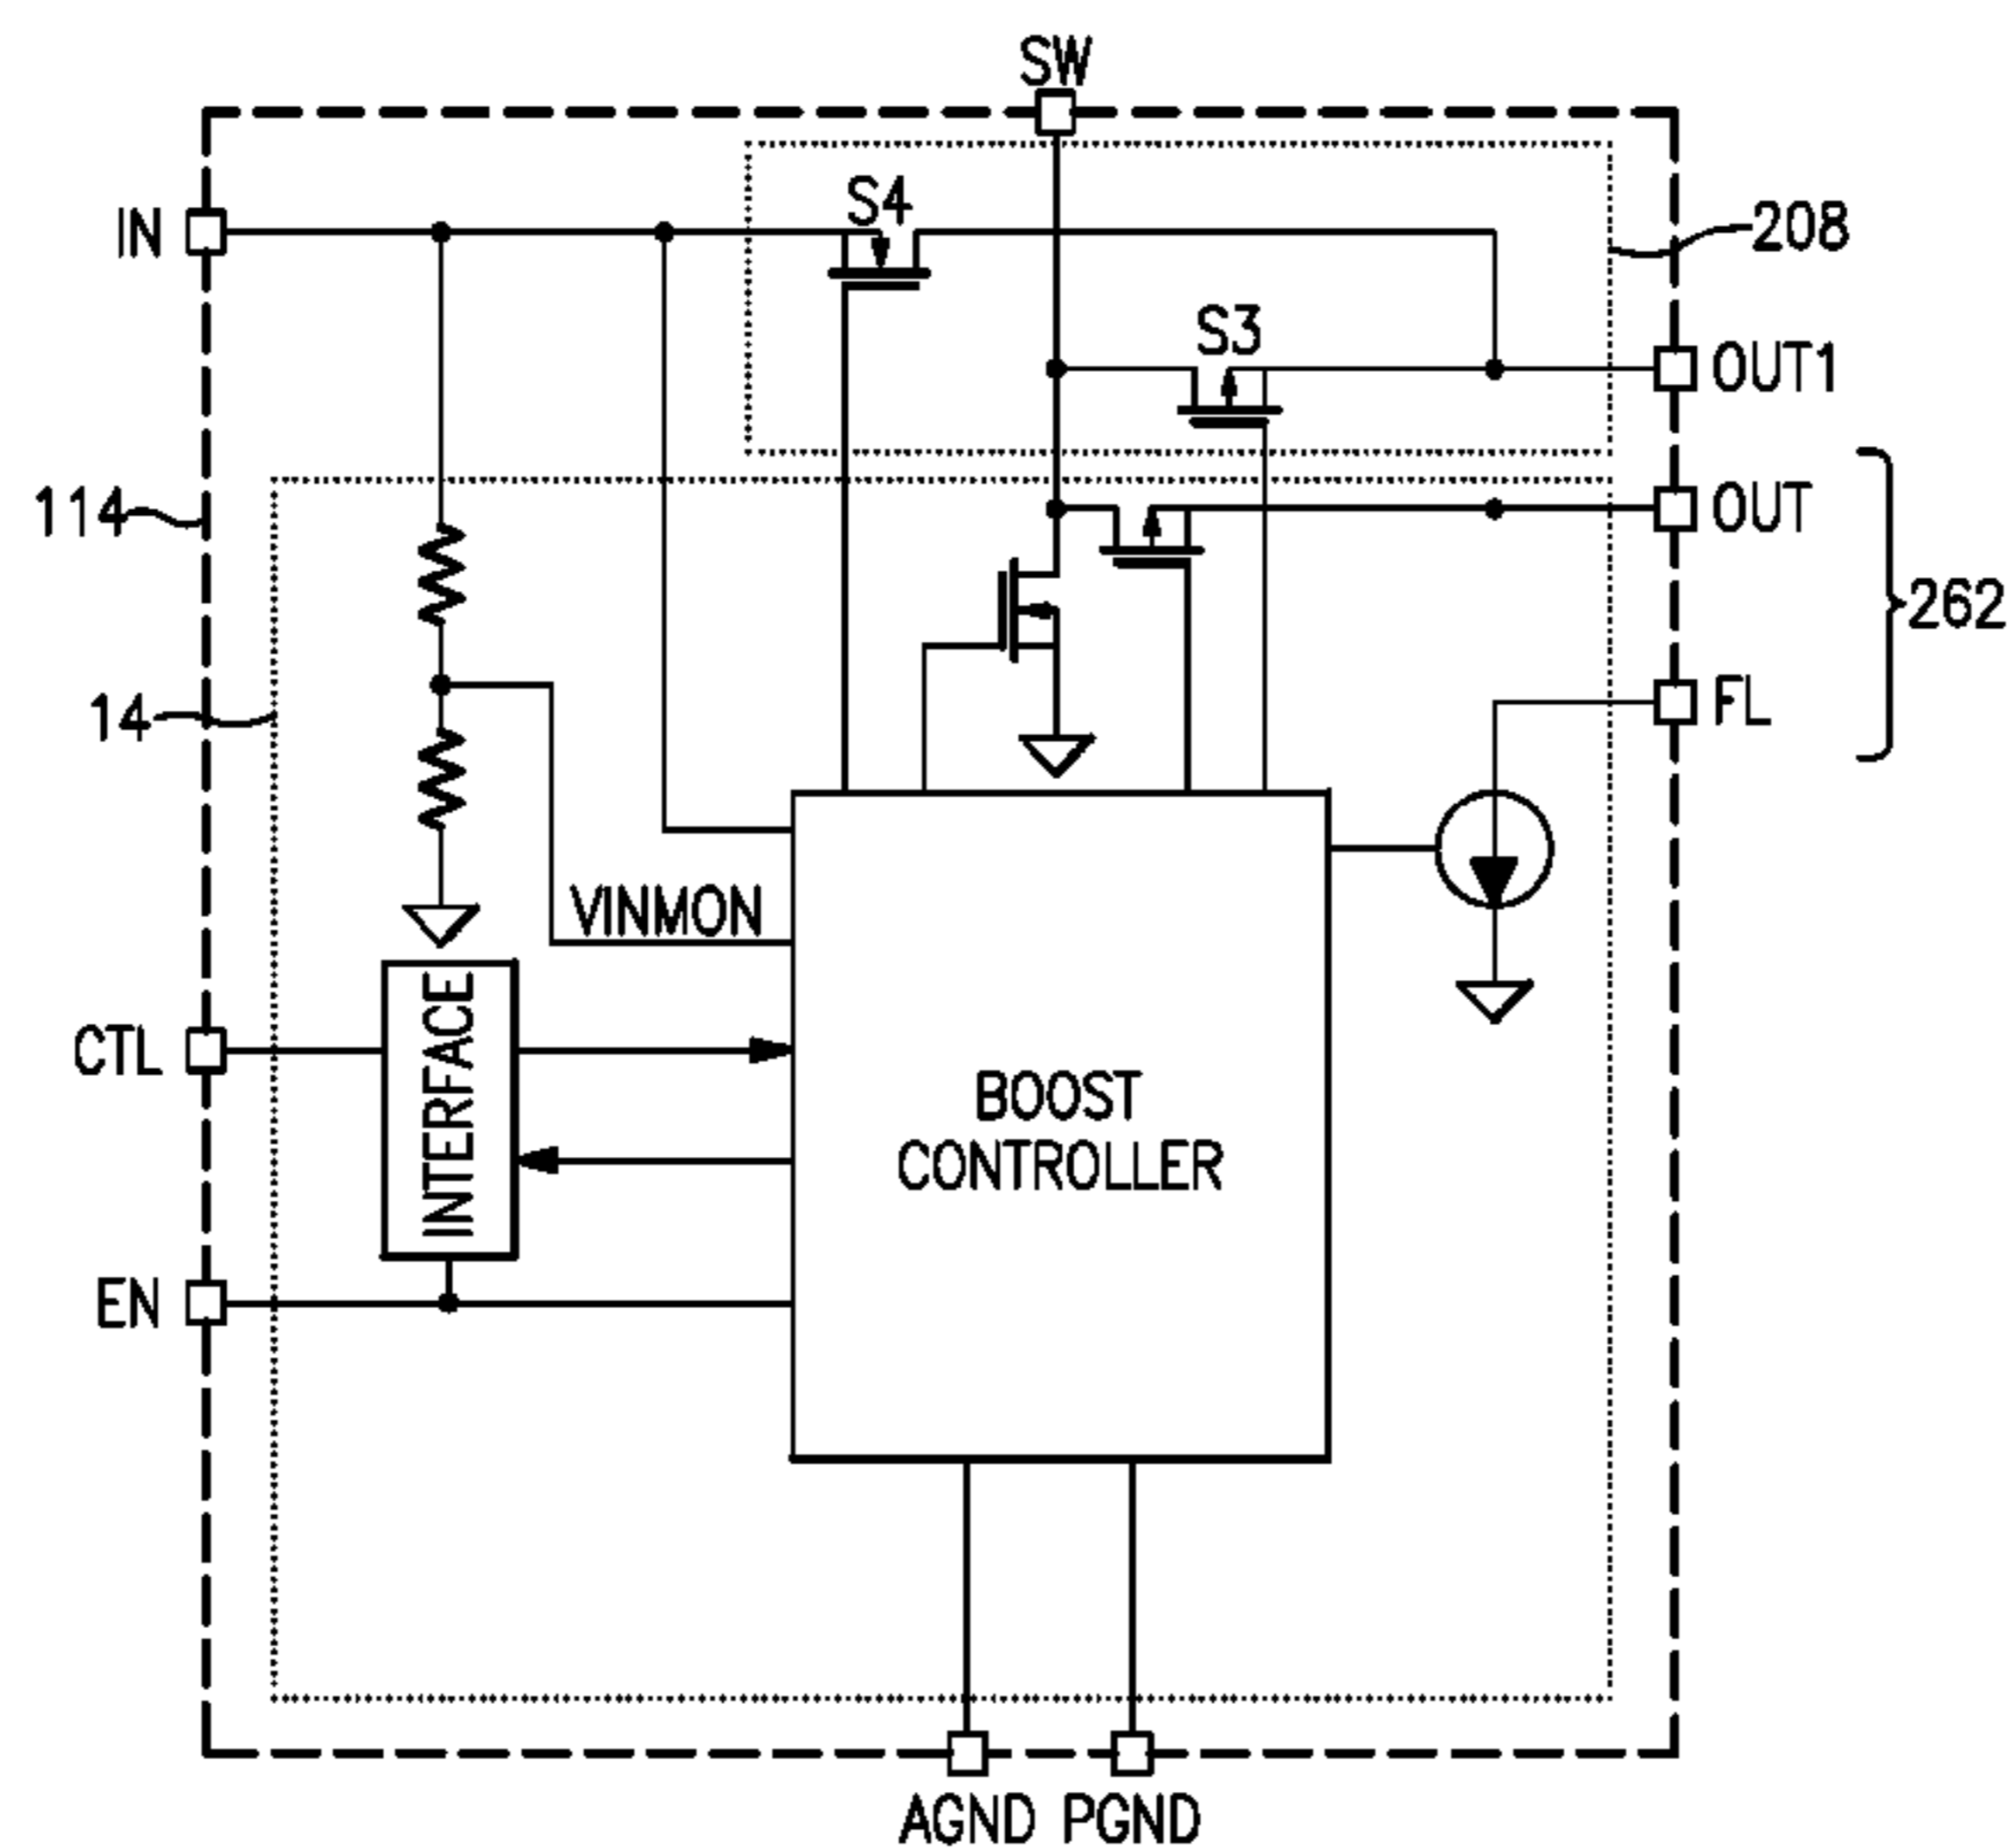 SW
S4
IN
208
S3
OUT1
OUT
114
262
FL
14
VINMON
INTERFACE
CTL
BOOST
CONTROLLER
EN
AGND PGND